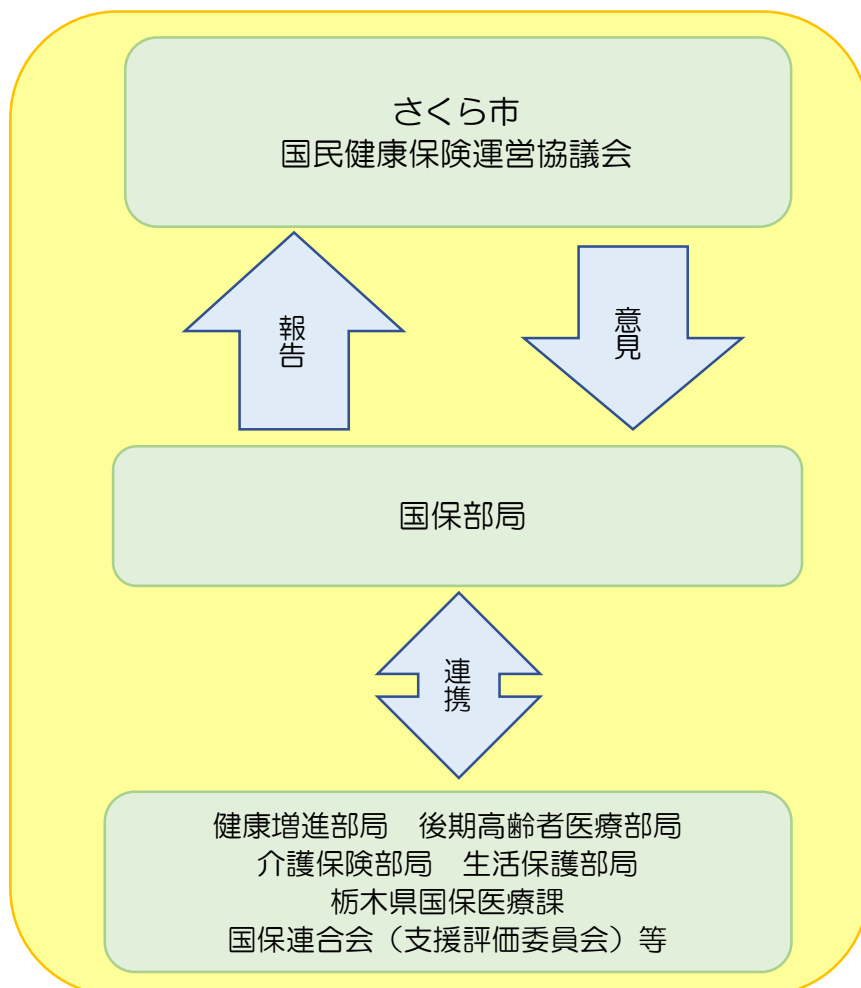 さくら市
国民健康保険運営協議会
報告
意見
国保部局
連携
健康増進部局　後期高齢者医療部局
介護保険部局　生活保護部局
栃木県国保医療課
国保連合会（支援評価委員会）等